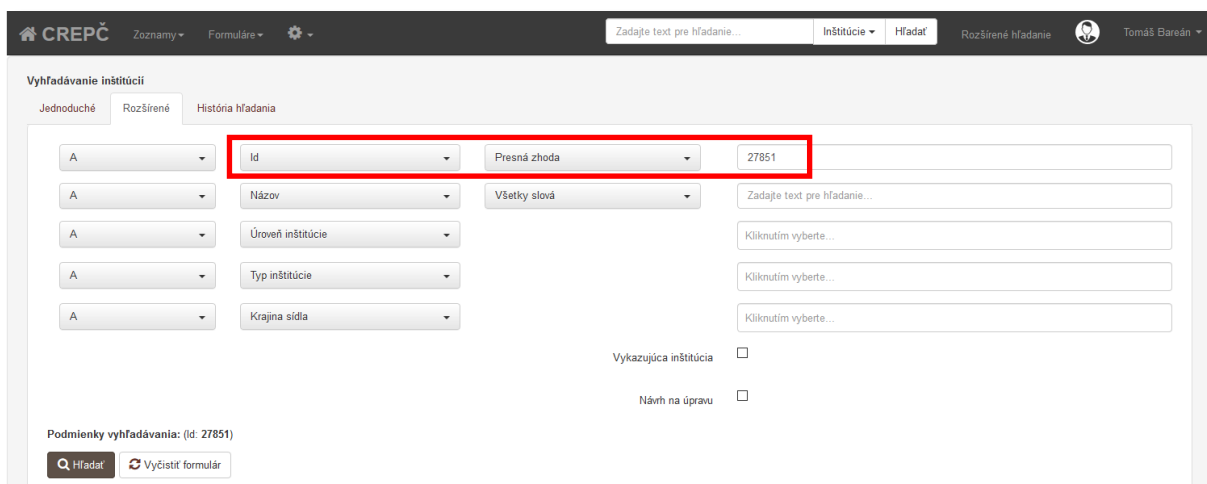 CREPČ Zoznamy Formuláre Zadajte text pre hľadanie... Inštitúcie Hľadať Rozšírené hľadanie Tomáš Bareán
Vyhľadávanie inštitúcií
Jednoduché Rozšírené História hľadania
A Id Presná zhoda 27851
A Názov Všetky slová Zadajte text pre hľadanie...
A Úroveň inštitúcie Kliknutím vyberte...
A Typ inštitúcie Kliknutím vyberte...
A Krajina sídla Kliknutím vyberte...
Vykazujúca inštitúcia
Návrh na úpravu
Podmienky vyhľadávania: (Id: 27851)
Hľadať Vyčistiť formulár